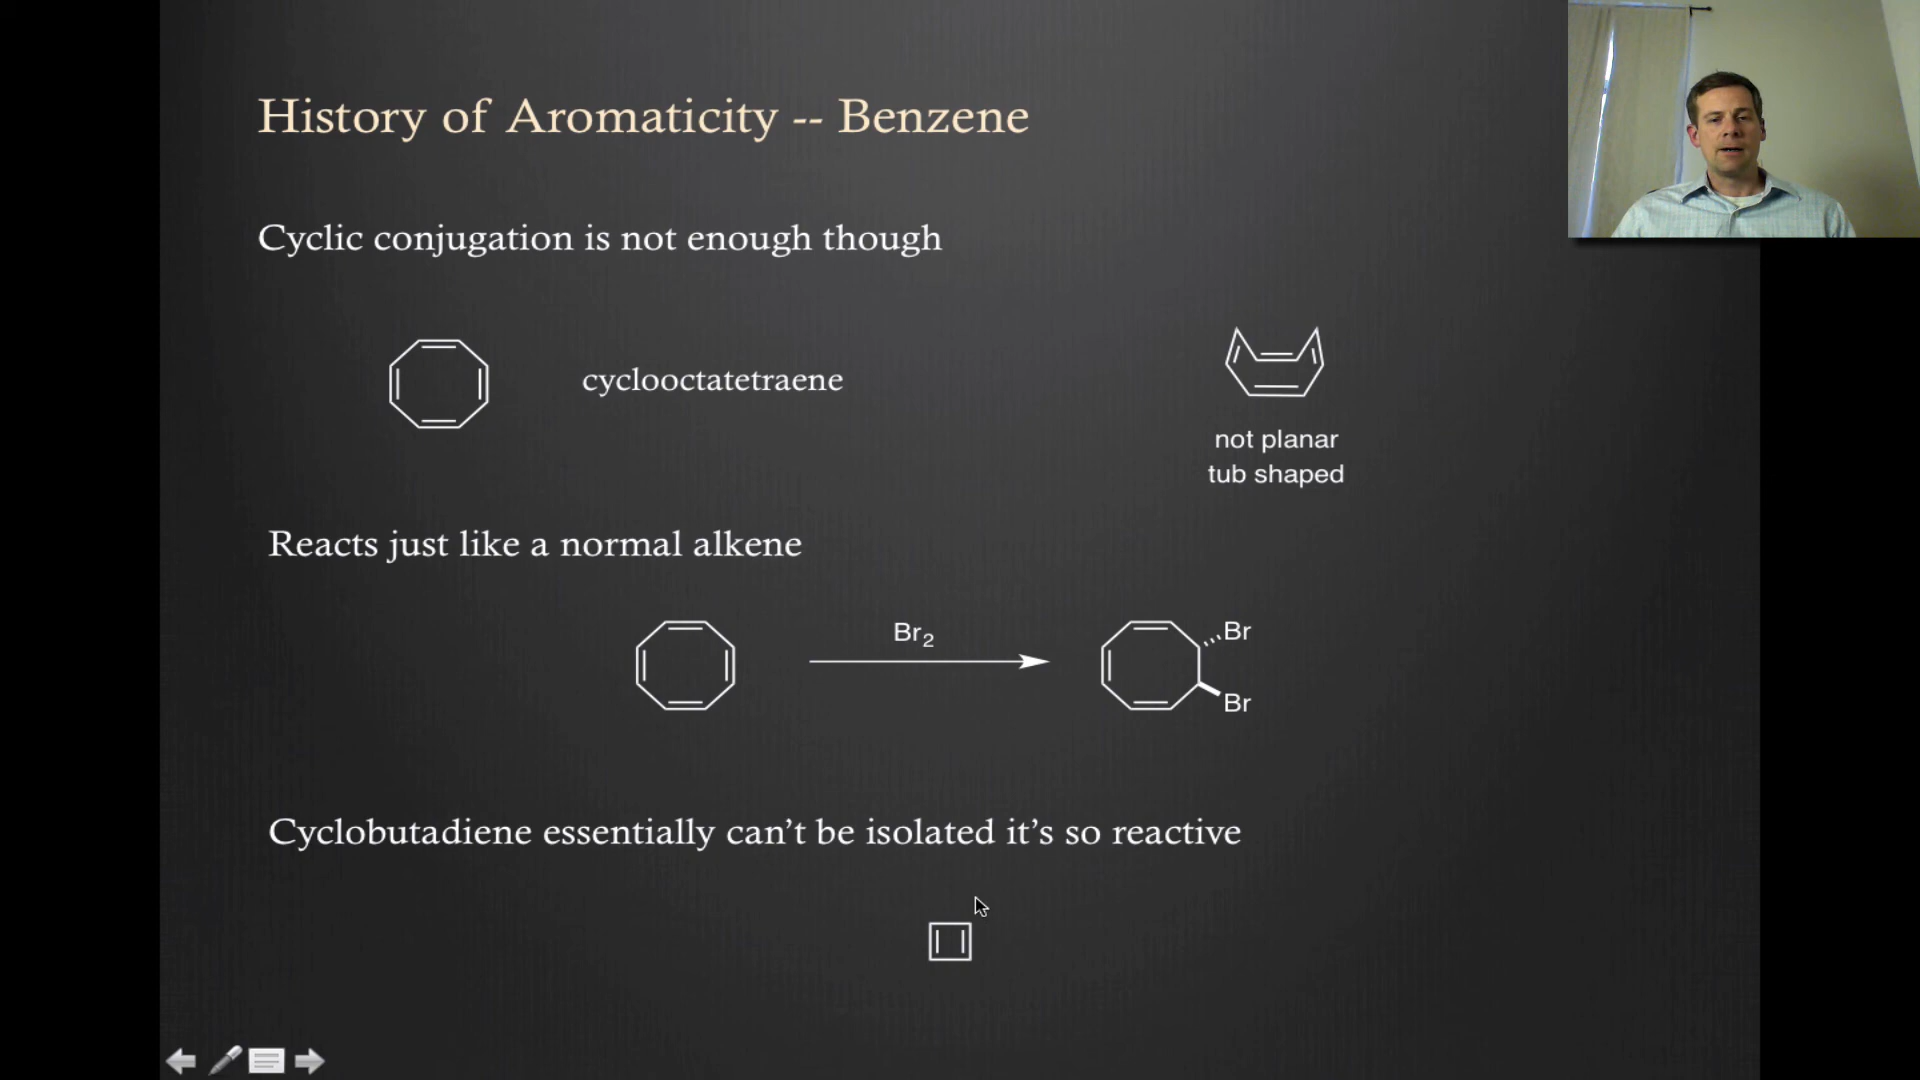 History of Aromaticity -- Benzene
Cyclic conjugation is not enough though
cyclooctatetraene
not planar
tub shaped
Reacts just like a normal alkene
Br2
Br
Br
Cyclobutadiene essentially can’t be isolated it’s so reactive